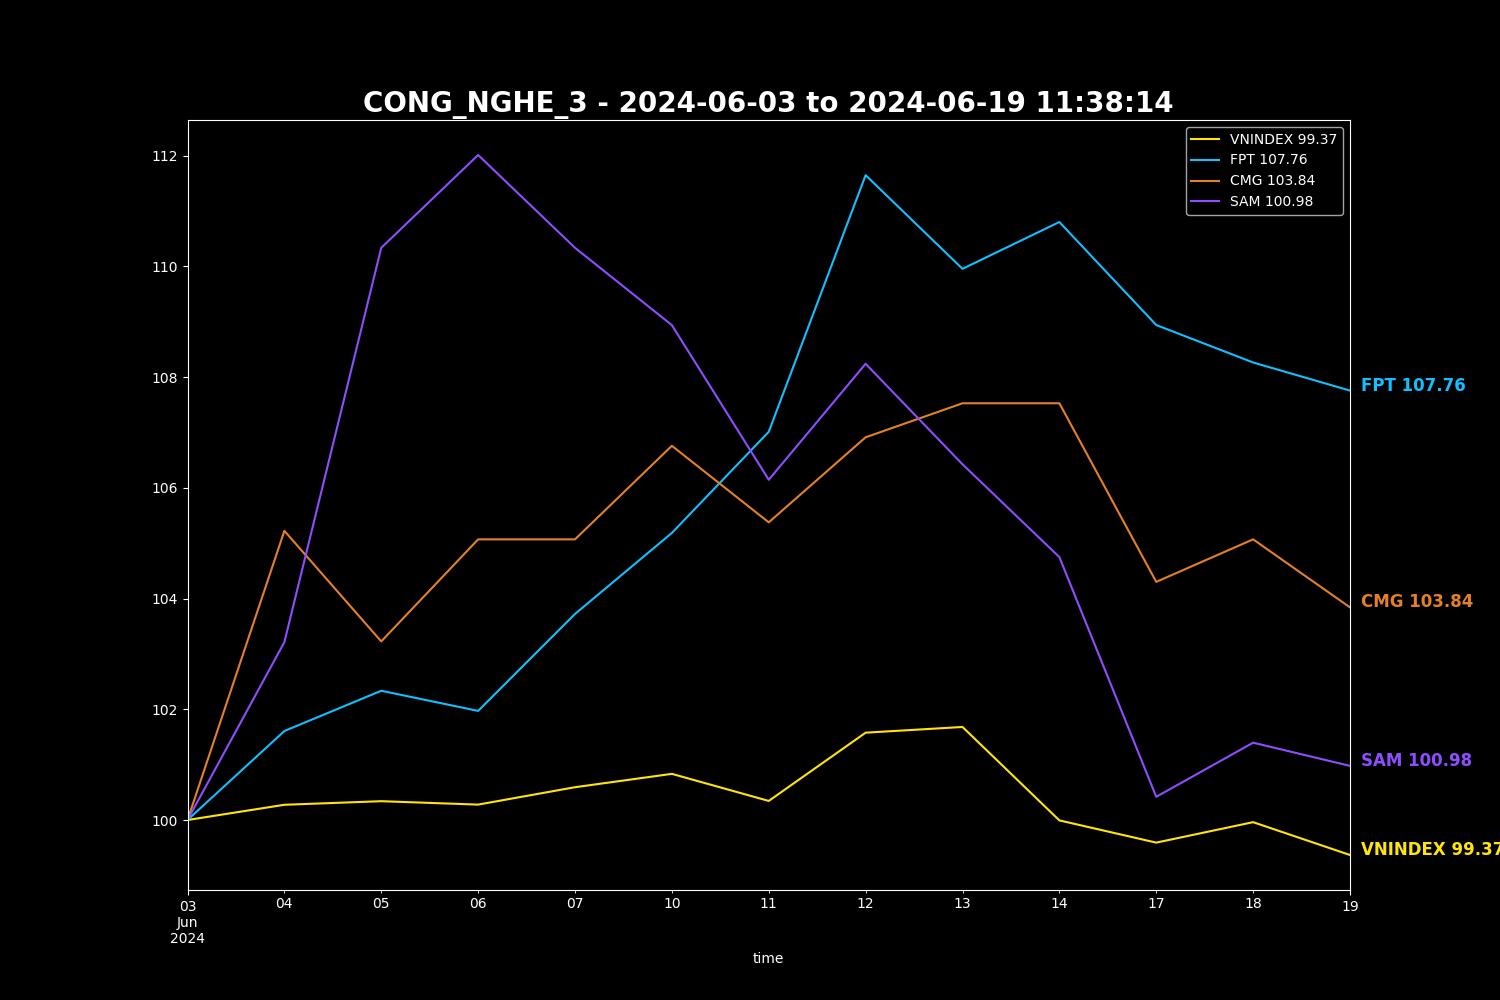 CONG_NGHE_3 - 2024-06-03 to 2024-06-19 11:38:14
VNINDEX 99.37
FPT 107.76
CMG 103.84
SAM 100.98
112
110
108
106
104
102
100
FPT 107.76
CMG 103.84
SAM 100.98
VNINDEX 99.37
03 04 05 06 07 10 11 12 13 14 17 18 19
Jun
2024
time